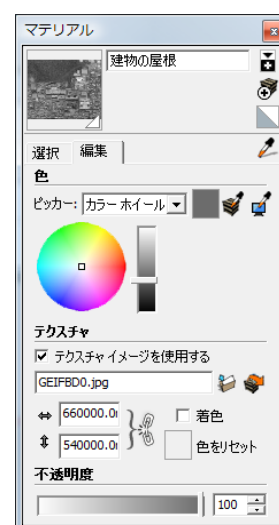 マテリアル
建物の屋根
選択 編集
色
ピッカー: カラー ホイール
テクスチャ
テクスチャ イメージを使用する
GEIFBD0.jpg
660000.0 着色
540000.0 色をリセット
不透明度
100